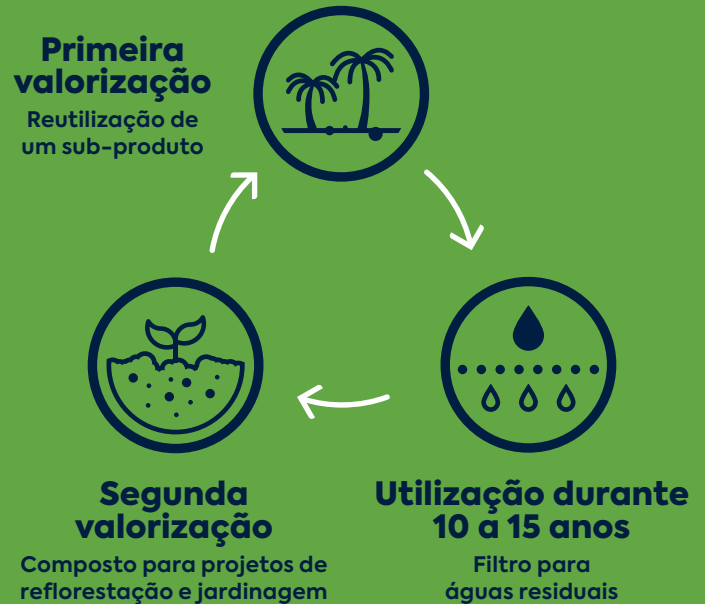 Primeira
valorização
Reutilização de
um sub-produto
Segunda
valorização
Composto para projetos de
reflorestação e jardinagem
Utilização durante
10 a 15 anos
Filtro para
águas residuais